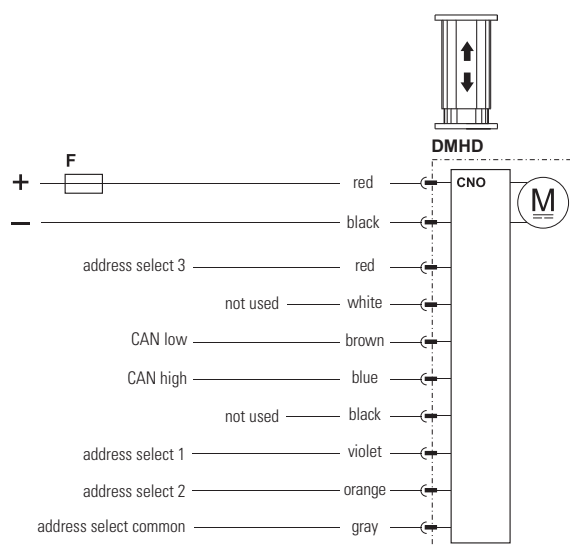 DMHD
F
+ red CNO
– black M
address select 3 red
not used white
CAN low brown
CAN high blue
not used black
address select 1 violet
address select 2 orange
address select common gray